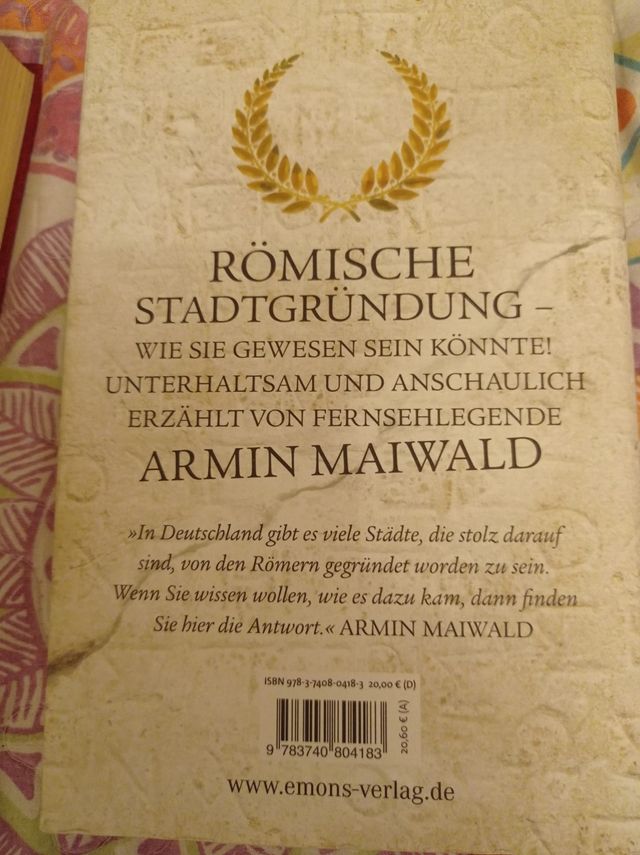 RÖMISCHE
STADTGRÜNDUNG –
WIE SIE GEWESEN SEIN KÖNNTE!
UNTERHALTSAM UND ANSCHAULICH
ERZÄHLT VON FERNSEHLEGENDE
ARMIN MAIWALD
»In Deutschland gibt es viele Städte, die stolz darauf
sind, von den Römern gegründet worden zu sein.
Wenn Sie wissen wollen, wie es dazu kam, dann finden
Sie hier die Antwort.« ARMIN MAIWALD
ISBN 978-3-7408-0418-3 20,00 € (D)
20,60 € (A)
9 783740 804183
www.emons-verlag.de